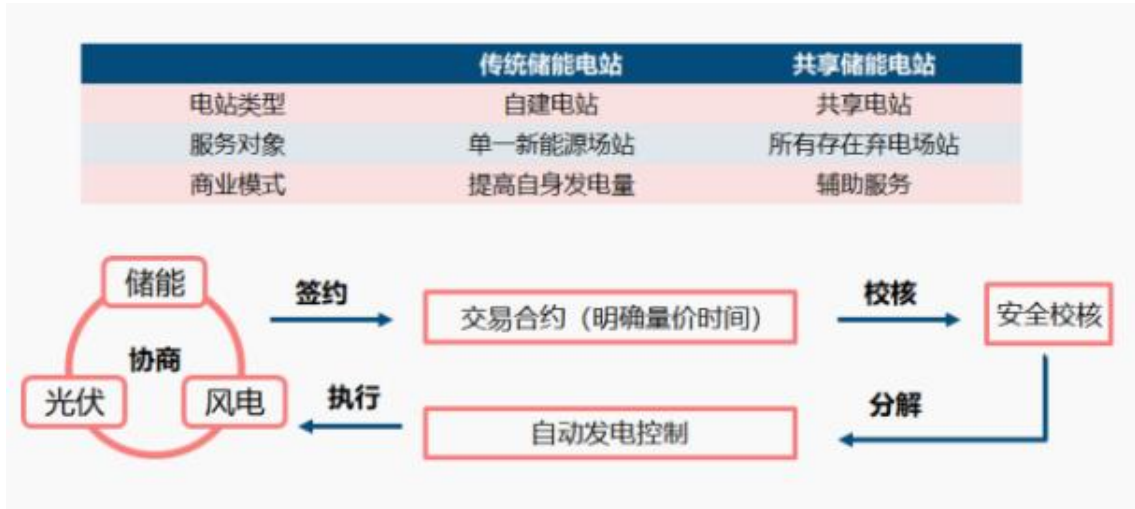 传统储能电站 共享储能电站
电站类型 自建电站 共享电站
服务对象 单一新能源场站 所有存在弃电场站
商业模式 提高自身发电量 辅助服务
储能
签约
交易合约（明确量价时间）
校核
安全校核
协商
光伏
风电
执行
自动发电控制
分解